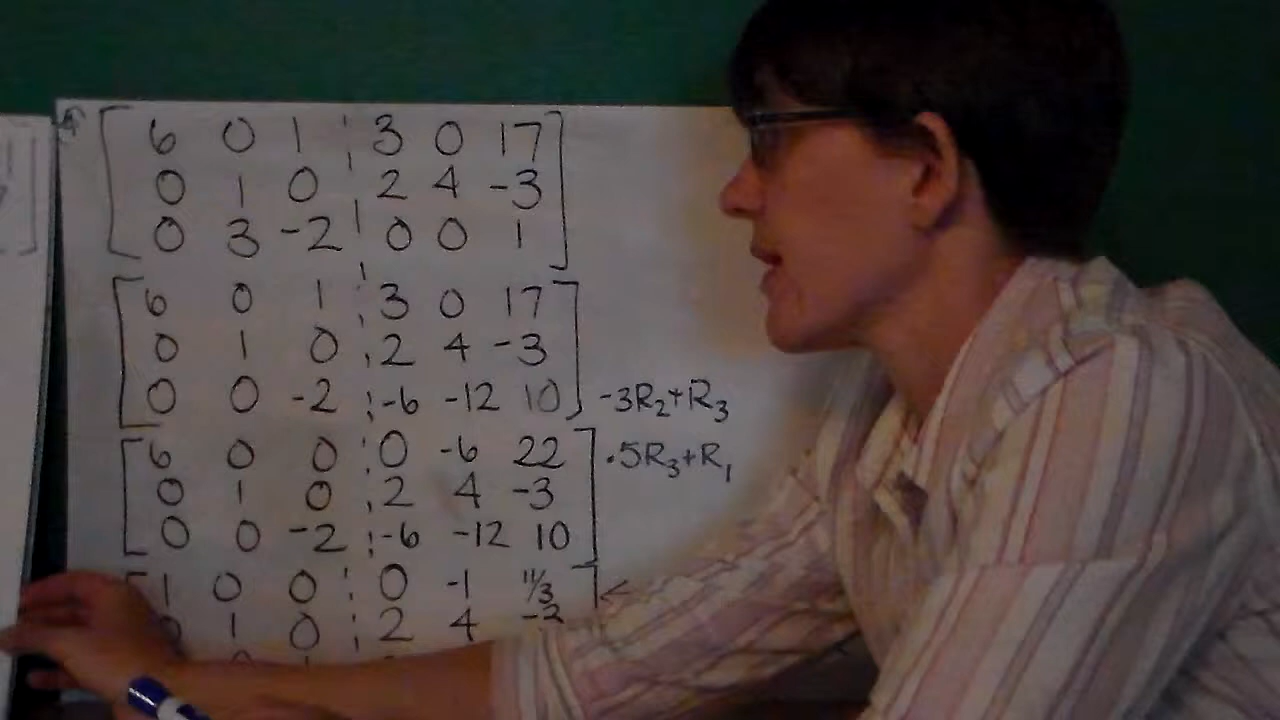 6 0 1 ¦ 3 0 17
0 1 0 ¦ 2 4 -3
0 3 -2 ¦ 0 0 1
6 0 1 ¦ 3 0 17
0 1 0 ¦ 2 4 -3
0 0 -2 ¦ -6 -12 10 -3R₂+R₃
6 0 0 ¦ 0 -6 22 .5R₃+R₁
0 1 0 ¦ 2 4 -3
0 0 -2 ¦ -6 -12 10
1 0 0 ¦ 0 -1 11/3 <
0 1 0 ¦ 2 4